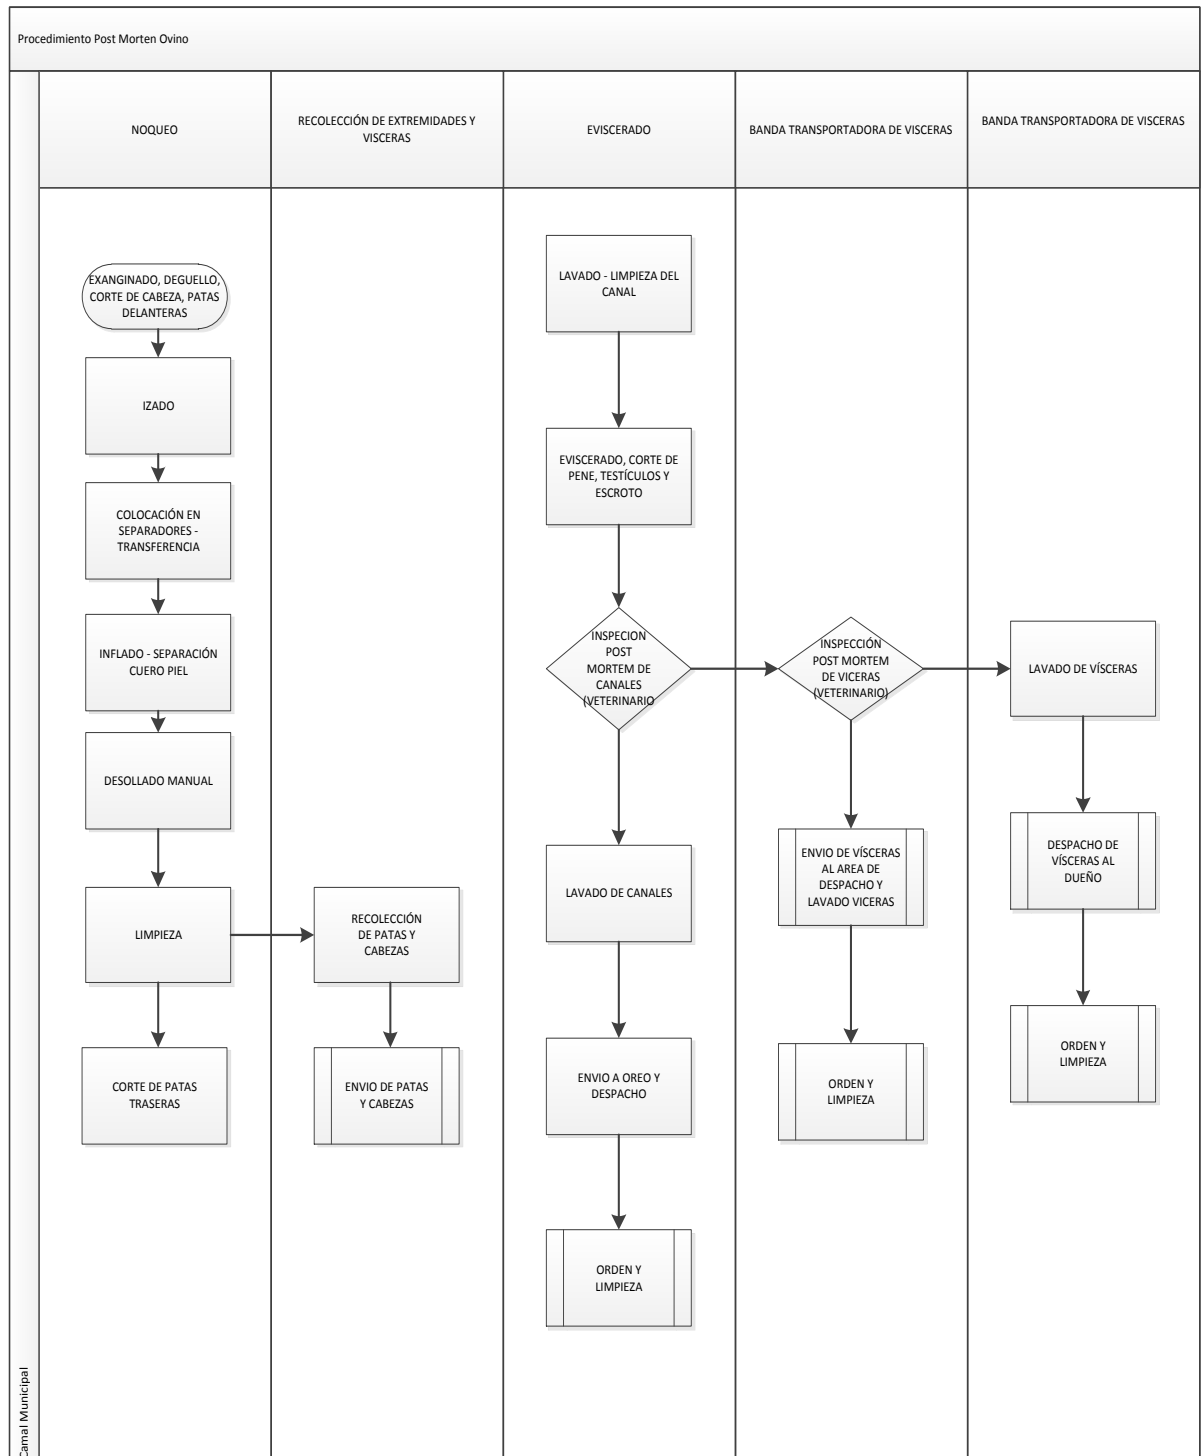 Procedimiento Post Morten Ovino
NOQUEO
RECOLECCIÓN DE EXTREMIDADES Y
VISCERAS
EVISCERADO
BANDA TRANSPORTADORA DE VISCERAS
BANDA TRANSPORTADORA DE VISCERAS
EXANGINADO, DEGUELLO,
CORTE DE CABEZA, PATAS
DELANTERAS
IZADO
COLOCACIÓN EN
SEPARADORES -
TRANSFERENCIA
INFLADO - SEPARACIÓN
CUERO PIEL
DESOLLADO MANUAL
LIMPIEZA
CORTE DE PATAS
TRASERAS
RECOLECCIÓN
DE PATAS Y
CABEZAS
ENVIO DE PATAS
Y CABEZAS
LAVADO - LIMPIEZA DEL
CANAL
EVISCERADO, CORTE DE
PENE, TESTÍCULOS Y
ESCROTO
INSPECION
POST
MORTEM DE
CANALES
(VETERINARIO
LAVADO DE CANALES
ENVIO A OREO Y
DESPACHO
ORDEN Y
LIMPIEZA
INSPECCIÓN
POST MORTEM
DE VICERAS
(VETERINARIO)
ENVIO DE VÍSCERAS
AL AREA DE
DESPACHO Y
LAVADO VICERAS
ORDEN Y
LIMPIEZA
LAVADO DE VÍSCERAS
DESPACHO DE
VÍSCERAS AL
DUEÑO
ORDEN Y
LIMPIEZA
Camal Municipal